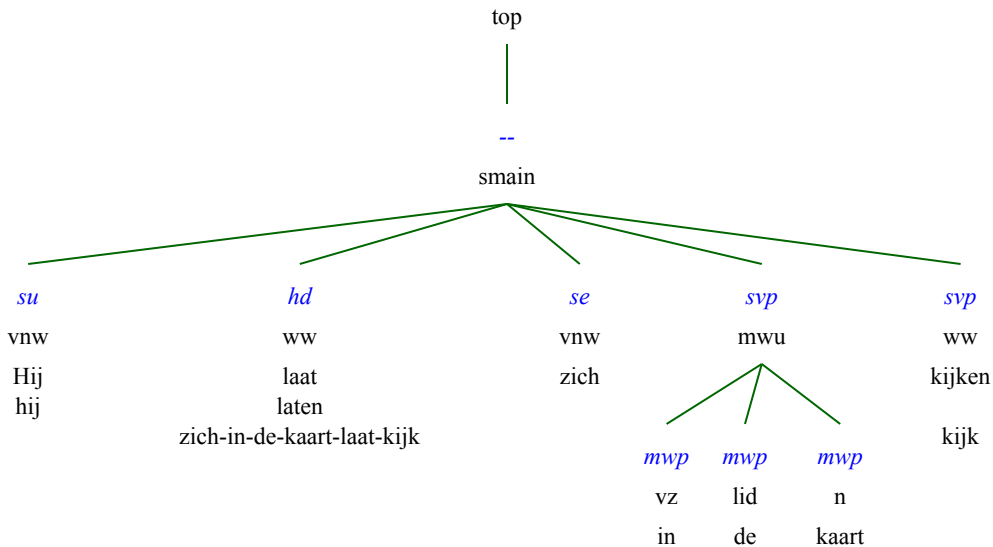 top
--
smain
su hd se svp svp
vnw ww vnw mwu ww
Hij laat zich kijken
hij laten
zich-in-de-kaart-laat-kijk kijk
mwp mwp mwp
vz lid n
in de kaart